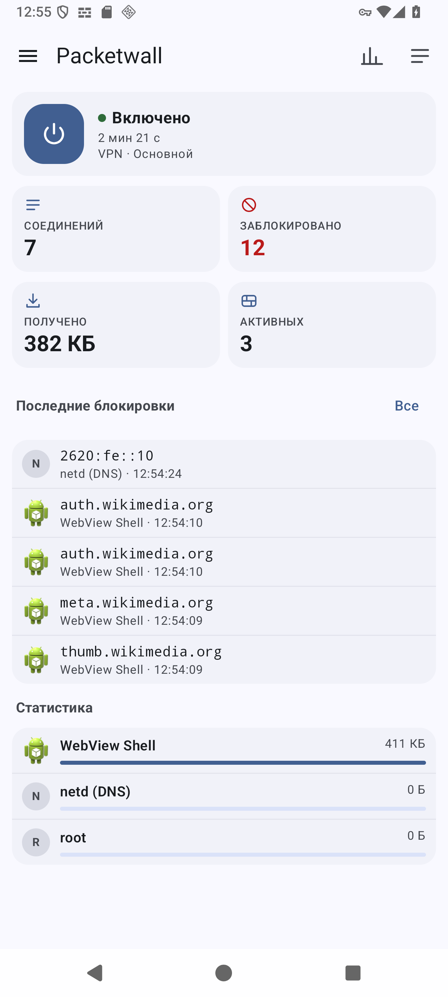 12:55
Packetwall
Включено
2 мин 21 с
VPN · Основной
СОЕДИНЕНИЙ
7
ЗАБЛОКИРОВАНО
12
ПОЛУЧЕНО
382 КБ
АКТИВНЫХ
3
Последние блокировки
Все
N
2620:fe::10
netd (DNS) · 12:54:24
auth.wikimedia.org
WebView Shell · 12:54:10
auth.wikimedia.org
WebView Shell · 12:54:10
meta.wikimedia.org
WebView Shell · 12:54:09
thumb.wikimedia.org
WebView Shell · 12:54:09
Статистика
WebView Shell
411 КБ
N
netd (DNS)
0 Б
R
root
0 Б